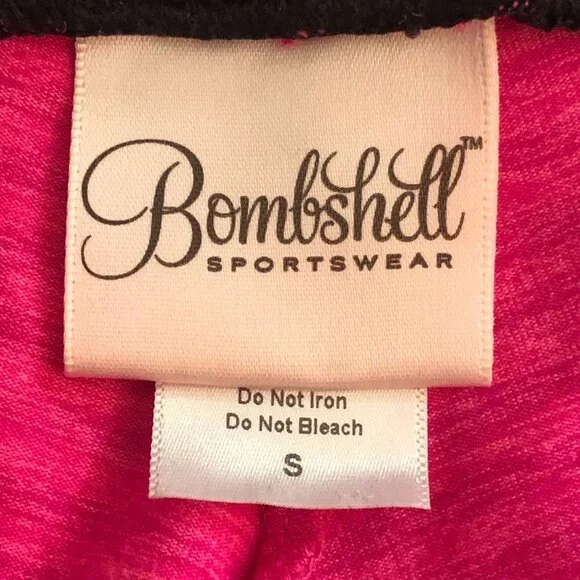 Bombshell™
SPORTSWEAR
Do Not Iron
Do Not Bleach
S